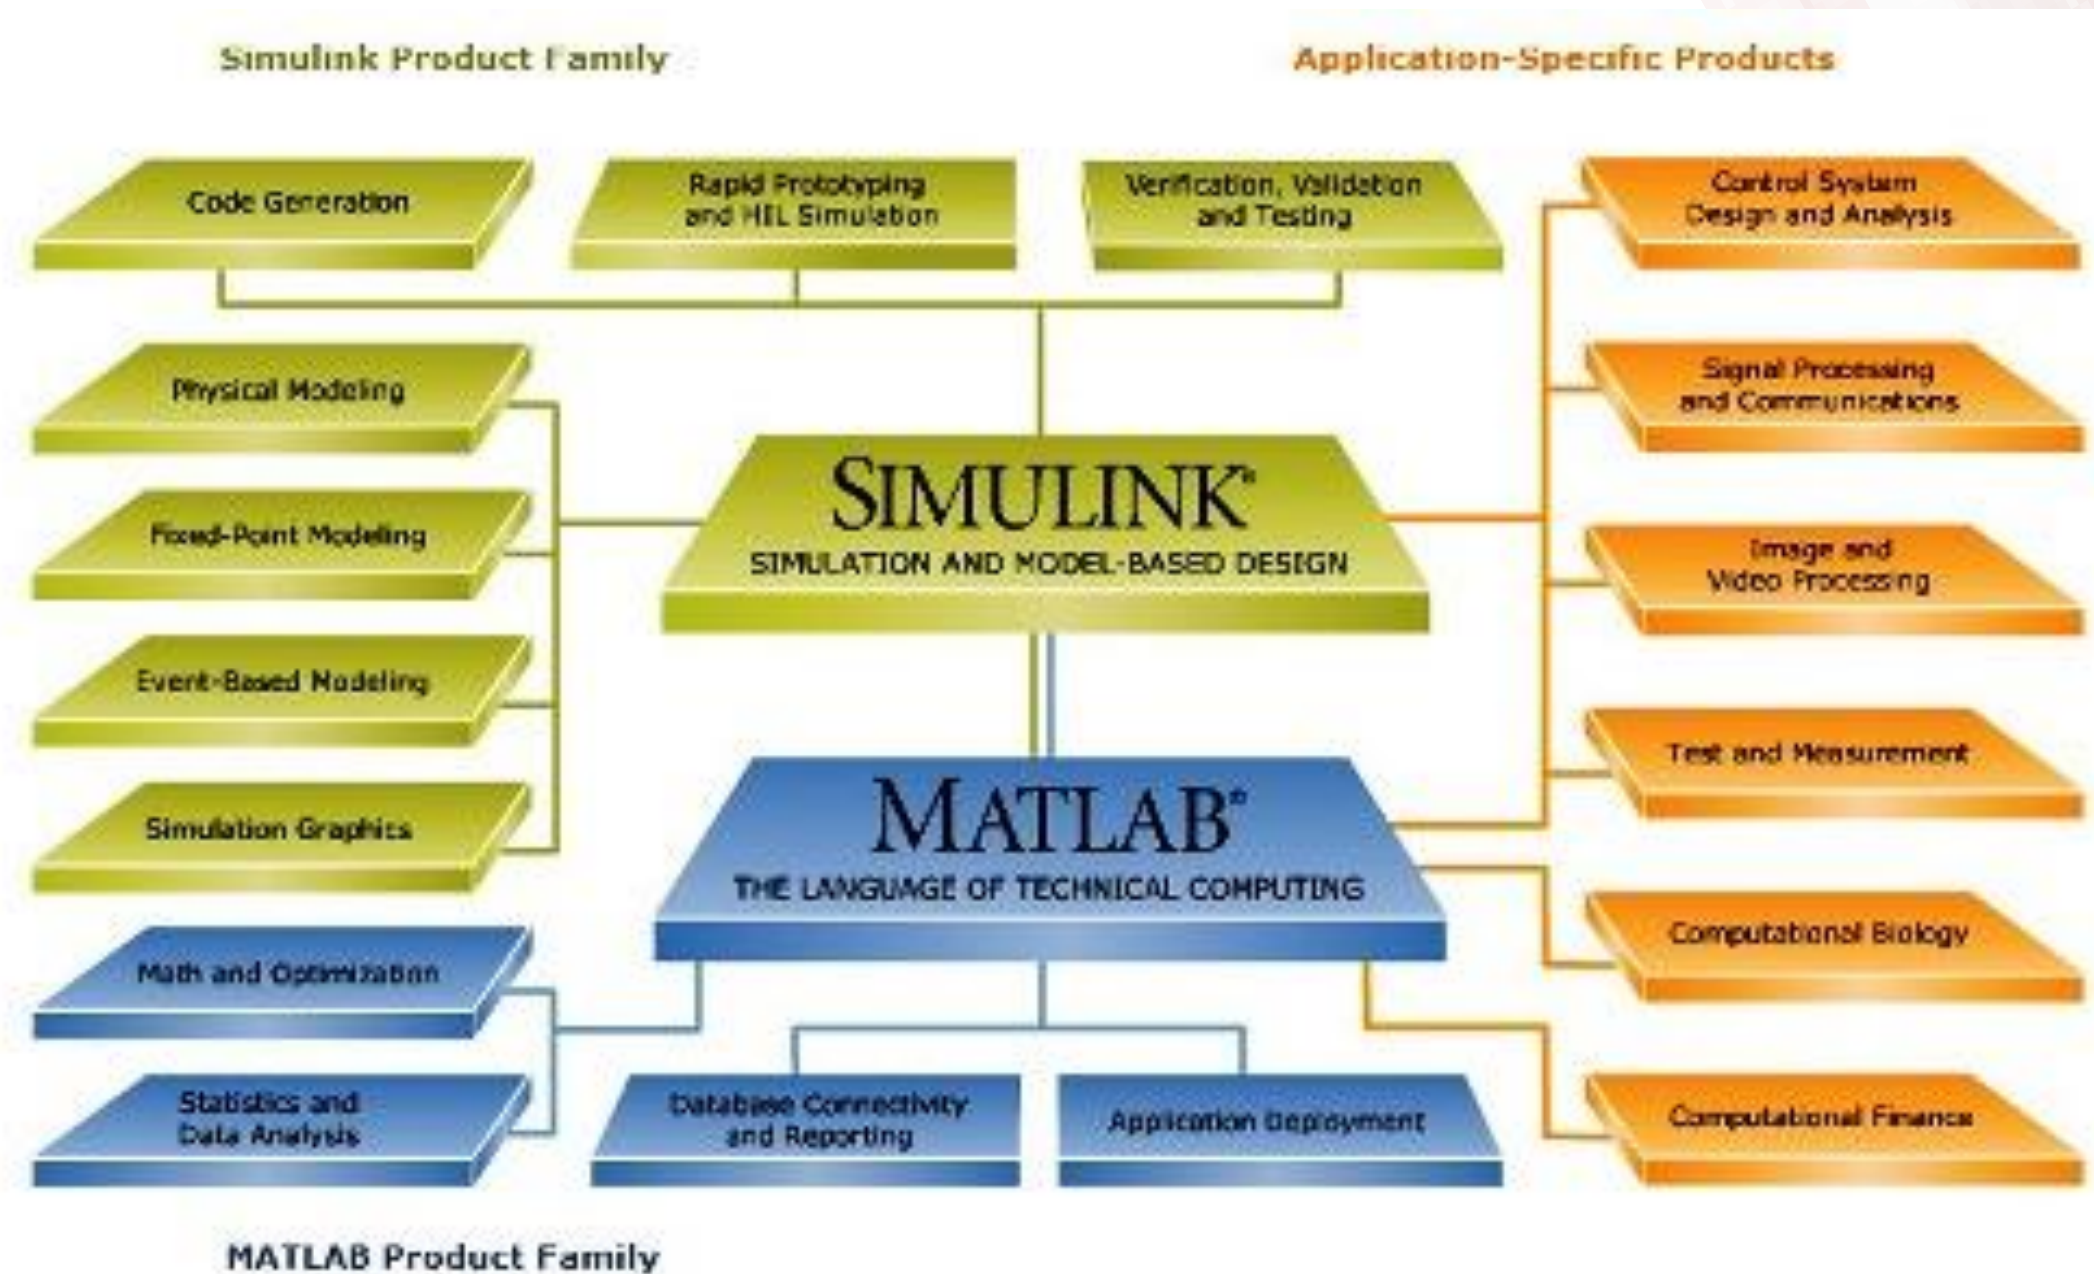 Simulink Product Family
Application-Specific Products
Code Generation
Rapid Prototyping
and HIL Simulation
Verification, Validation
and Testing
Control System
Design and Analysis
Physical Modeling
Signal Processing
and Communications
SIMULINK®
SIMULATION AND MODEL-BASED DESIGN
Fixed-Point Modeling
Image and
Video Processing
Event-Based Modeling
Test and Measurement
Simulation Graphics
MATLAB®
THE LANGUAGE OF TECHNICAL COMPUTING
Computational Biology
Math and Optimization
Statistics and
Data Analysis
Database Connectivity
and Reporting
Application Deployment
Computational Finance
MATLAB Product Family